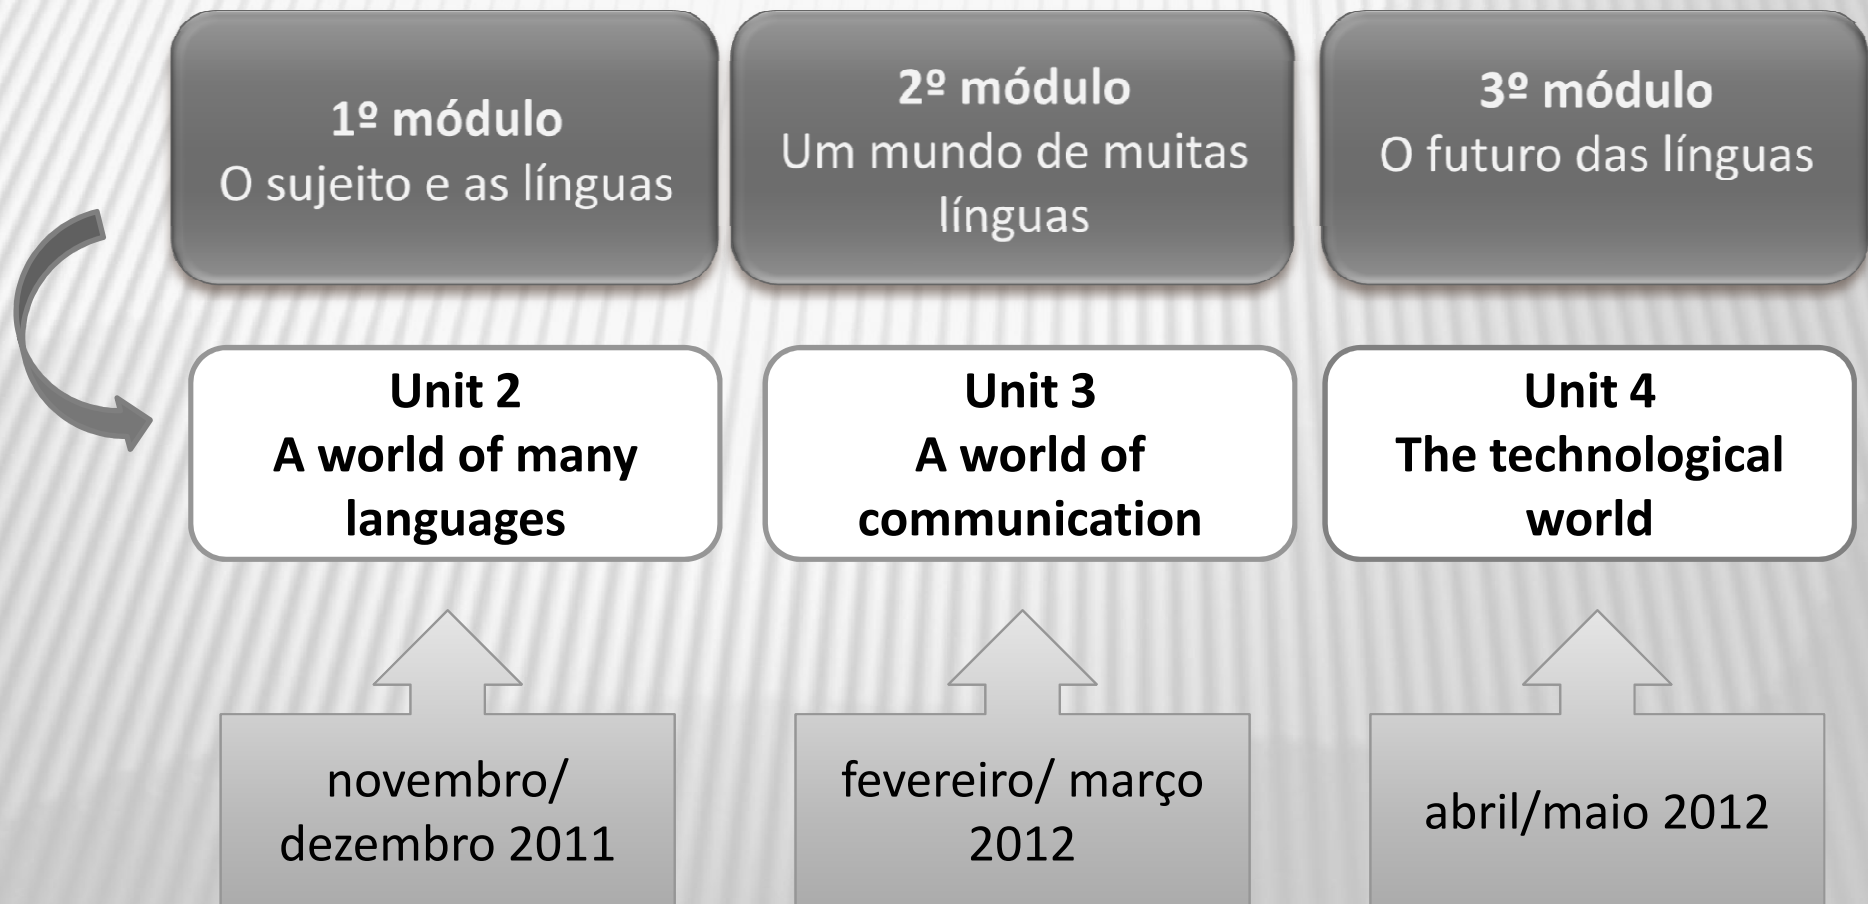 1º módulo
O sujeito e as línguas
2º módulo
Um mundo de muitas
línguas
3º módulo
O futuro das línguas
Unit 2
A world of many
languages
Unit 3
A world of
communication
Unit 4
The technological
world
novembro/
dezembro 2011
fevereiro/ março
2012
abril/maio 2012